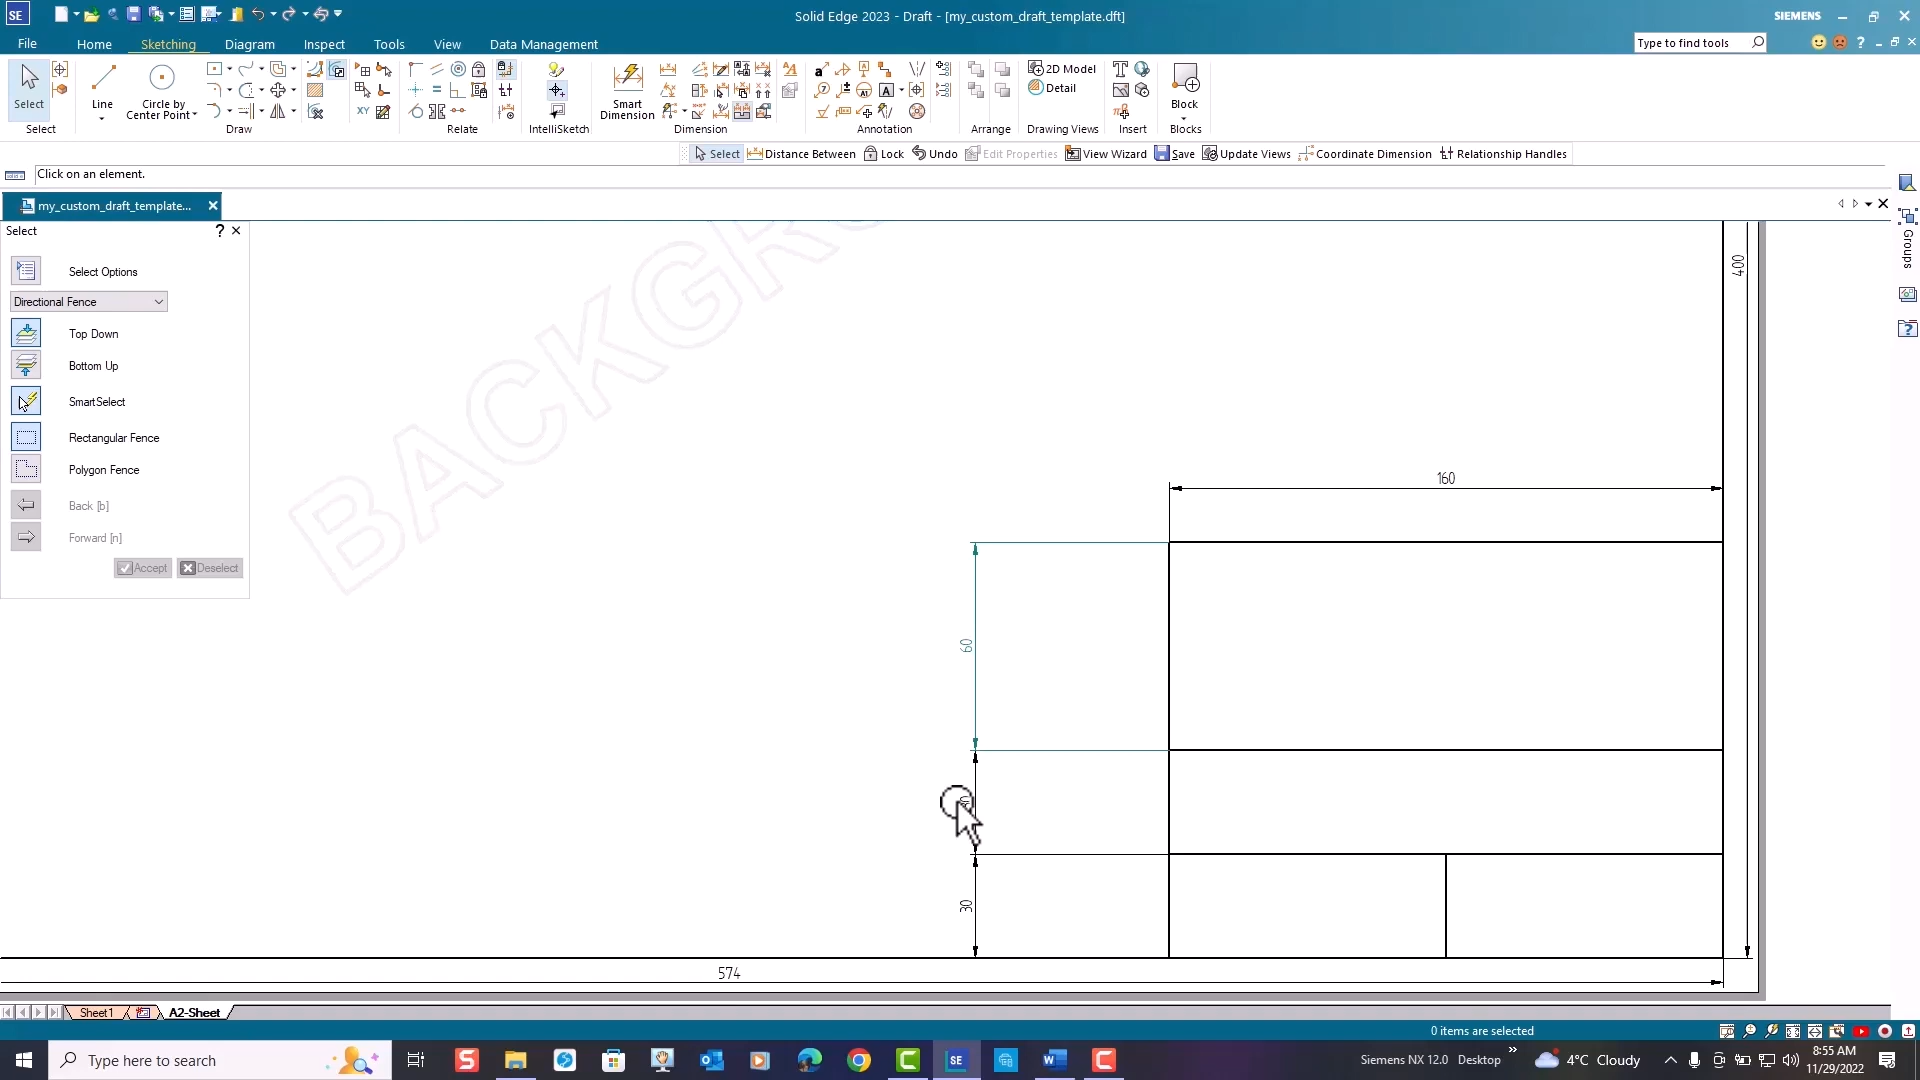 SE
Solid Edge 2023 - Draft - [my_custom_draft_template.dft]
SIEMENS
File
Home
Sketching
Diagram
Inspect
Tools
View
Data Management
Type to find tools
Select
Line
Circle by
Center Point
Smart
Dimension
2D Model
Detail
Block
Select
Draw
Relate
IntelliSketch
Dimension
Annotation
Arrange
Drawing Views
Insert
Blocks
Select
Distance Between
Lock
Undo
Edit Properties
View Wizard
Save
Update Views
Coordinate Dimension
Relationship Handles
Click on an element.
my_custom_draft_template...
Select
Select Options
Directional Fence
Top Down
Bottom Up
SmartSelect
Rectangular Fence
Polygon Fence
Back [b]
Forward [n]
Accept
Deselect
Groups
400
160
60
30
574
Sheet1
A2-Sheet
0 items are selected
Type here to search
Siemens NX 12.0
Desktop
4°C Cloudy
8:55 AM
11/29/2022